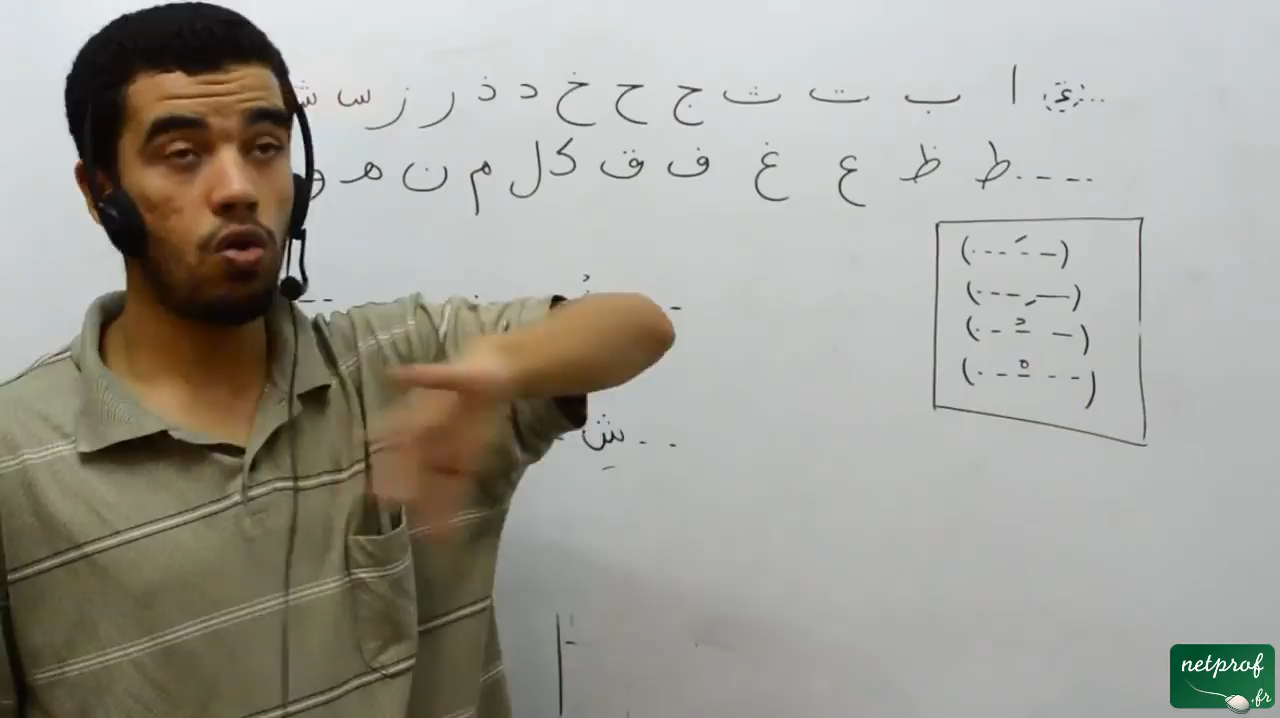 ...ء ا ب ت ث ج ح خ د ذ ر ز س ش
....ط ظ ع غ ف ق ك ل م ن ه و
(...َ--)
(---ِ-)
(--ُ-)
(--ْ--)
..شِ
netprof
.fr